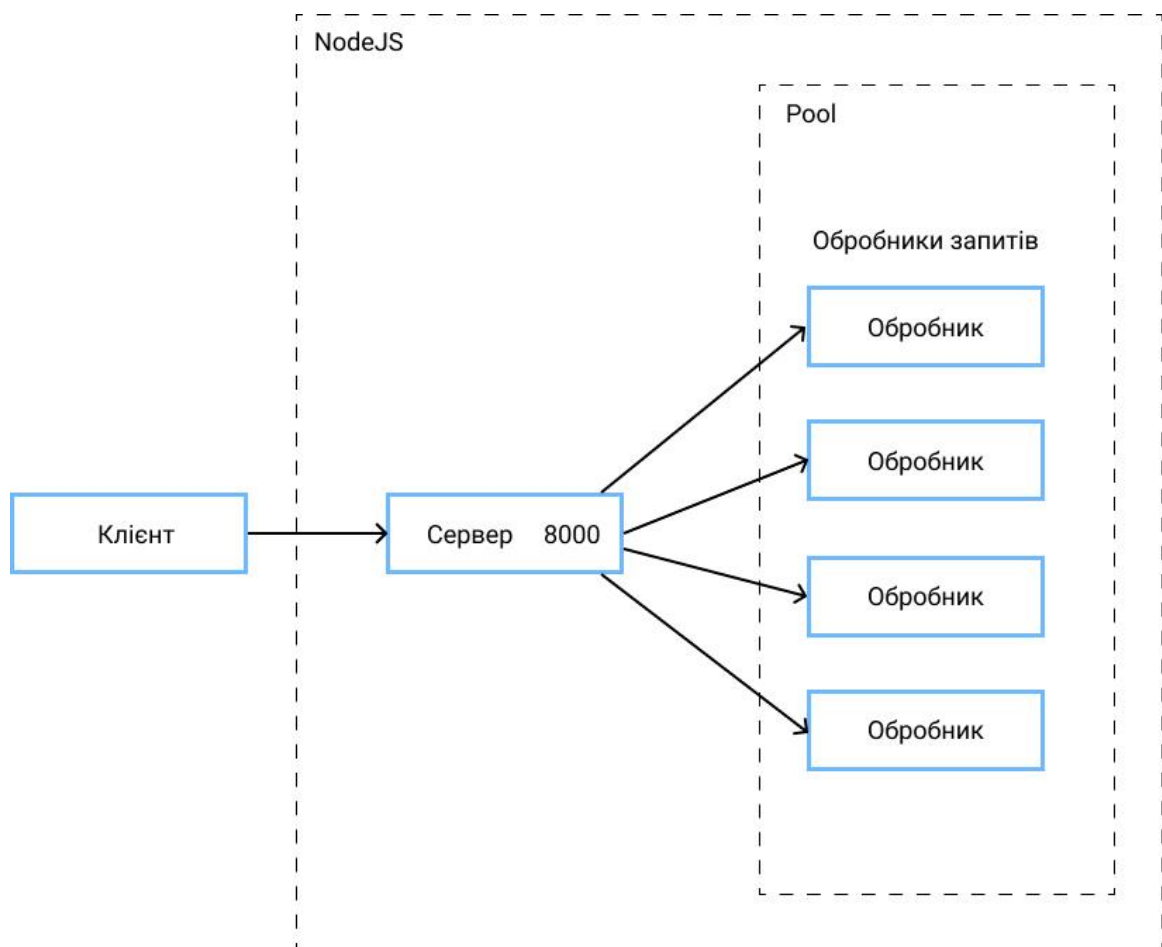 NodeJS
Pool
Обробники запитів
Обробник
Обробник
Клієнт
Сервер 8000
Обробник
Обробник